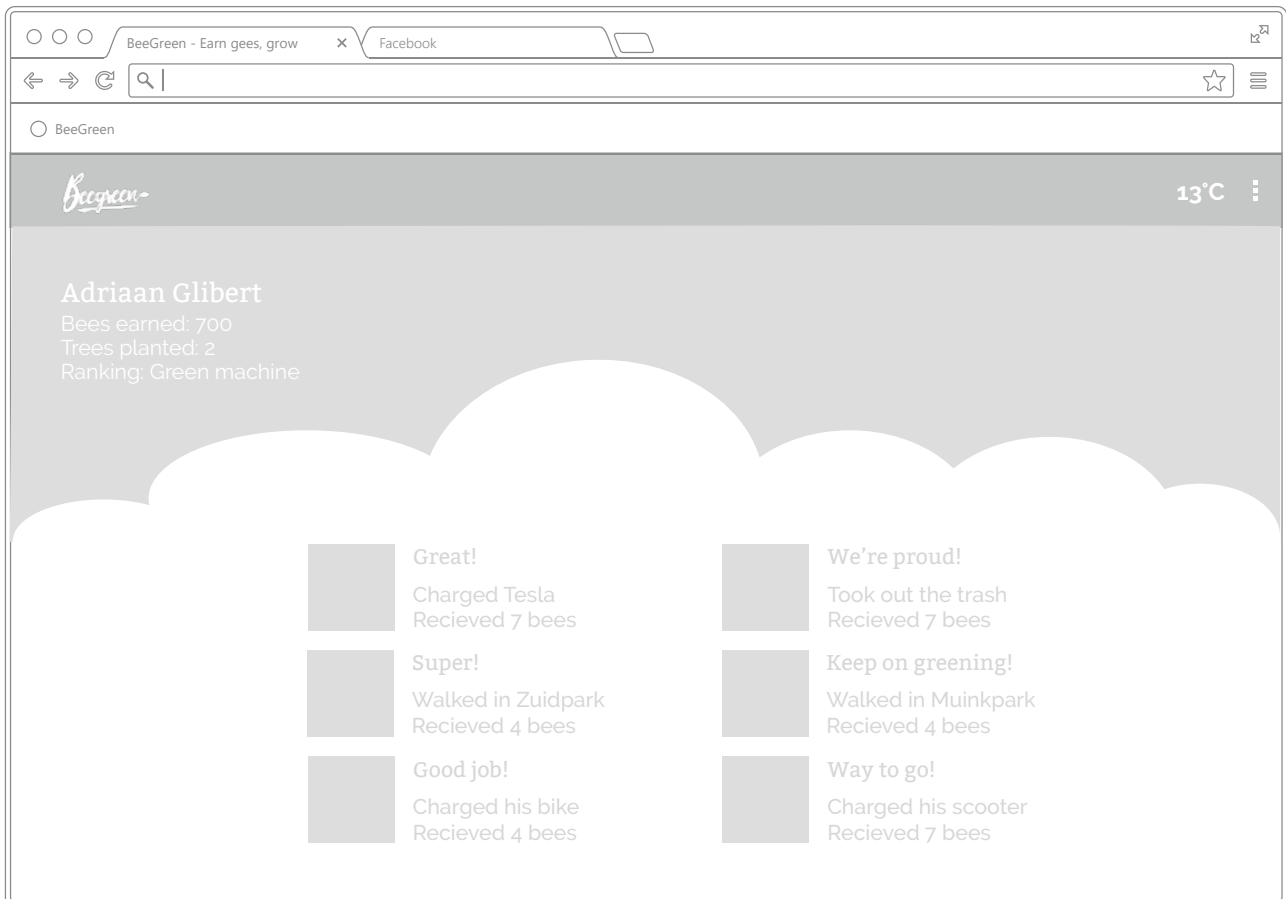 BeeGreen - Earn gees, grow
Facebook
BeeGreen
Beegreen
13°C
Adriaan Glibert
Bees earned: 700
Trees planted: 2
Ranking: Green machine
Great!
Charged Tesla
Recieved 7 bees
We're proud!
Took out the trash
Recieved 7 bees
Super!
Walked in Zuidpark
Recieved 4 bees
Keep on greening!
Walked in Muinkpark
Recieved 4 bees
Good job!
Charged his bike
Recieved 4 bees
Way to go!
Charged his scooter
Recieved 7 bees